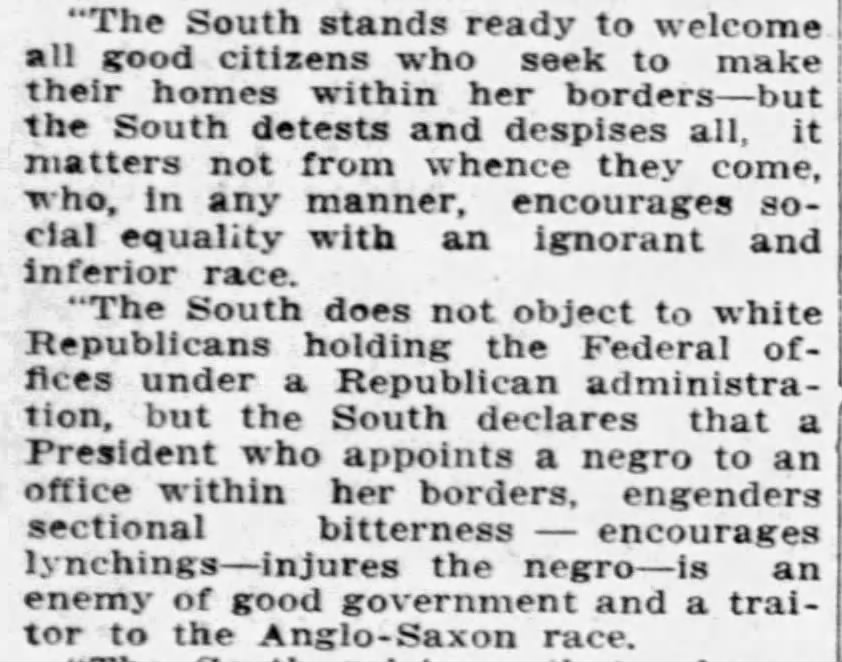 "The South stands ready to welcome
all good citizens who seek to make
their homes within her borders—but
the South detests and despises all, it
matters not from whence they come,
who, in any manner, encourages so-
cial equality with an ignorant and
inferior race.
"The South does not object to white
Republicans holding the Federal of-
fices under a Republican administra-
tion, but the South declares that a
President who appoints a negro to an
office within her borders, engenders
sectional bitterness — encourages
lynchings—injures the negro—is an
enemy of good government and a trai-
tor to the Anglo-Saxon race.
"The South